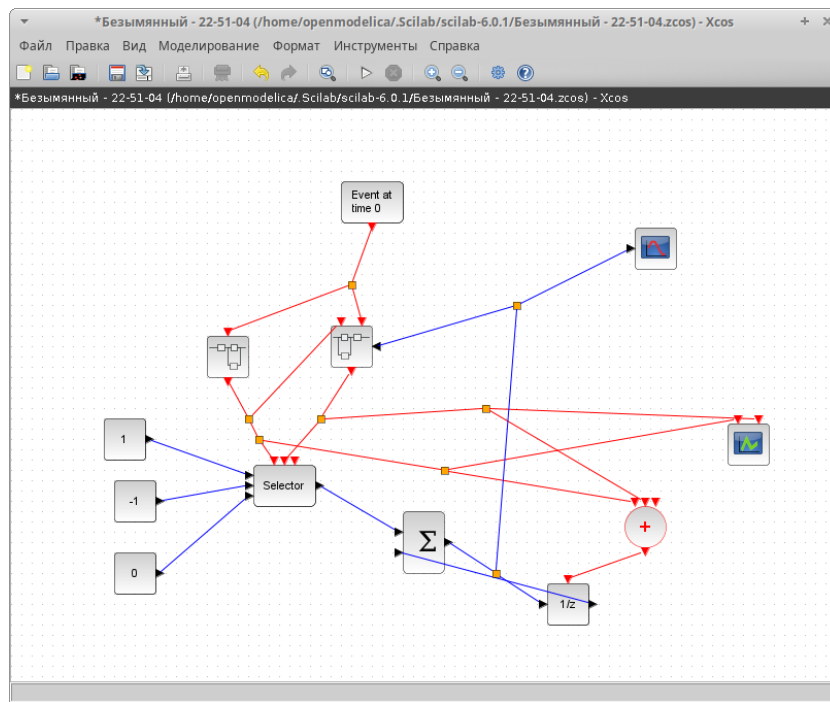 *Безымянный - 22-51-04 (/home/openmodelica/.Scilab/scilab-6.0.1/Безымянный - 22-51-04.zcos) - Xcos
Файл Правка Вид Моделирование Формат Инструменты Справка
*Безымянный - 22-51-04 (/home/openmodelica/.Scilab/scilab-6.0.1/Безымянный - 22-51-04.zcos) - Xcos
Event at
time 0
1
Selector
-1
Σ
+
0
1/z